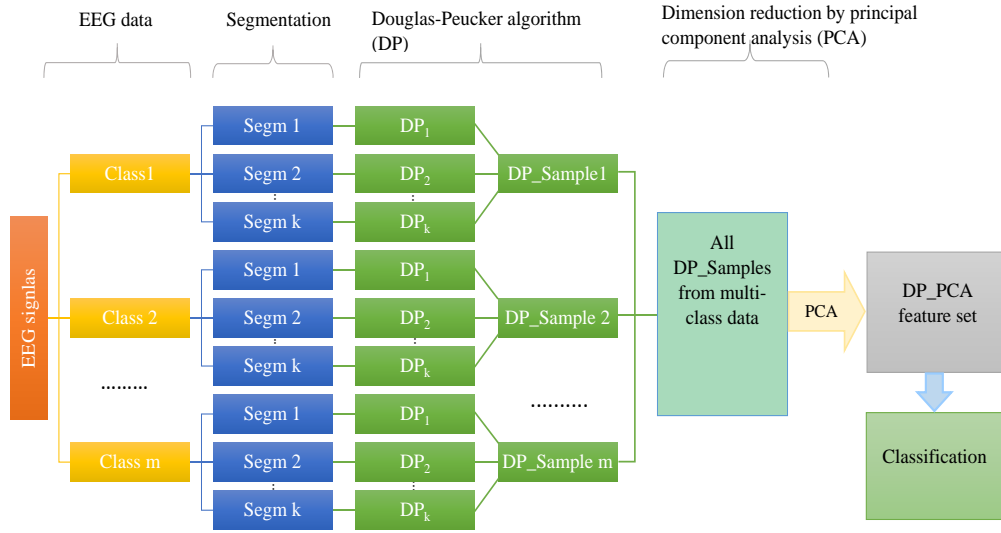 EEG data
Segmentation
Douglas-Peucker algorithm
(DP)
Dimension reduction by principal
component analysis (PCA)
EEG signlas
Class1
Segm 1
Segm 2
Segm k
DP1
DP2
DPk
DP_Sample1
Class 2
Segm 1
Segm 2
Segm k
DP1
DP2
DPk
DP_Sample 2
.........
..........
Class m
Segm 1
Segm 2
Segm k
DP1
DP2
DPk
DP_Sample m
All
DP_Samples
from multi-
class data
PCA
DP_PCA
feature set
Classification